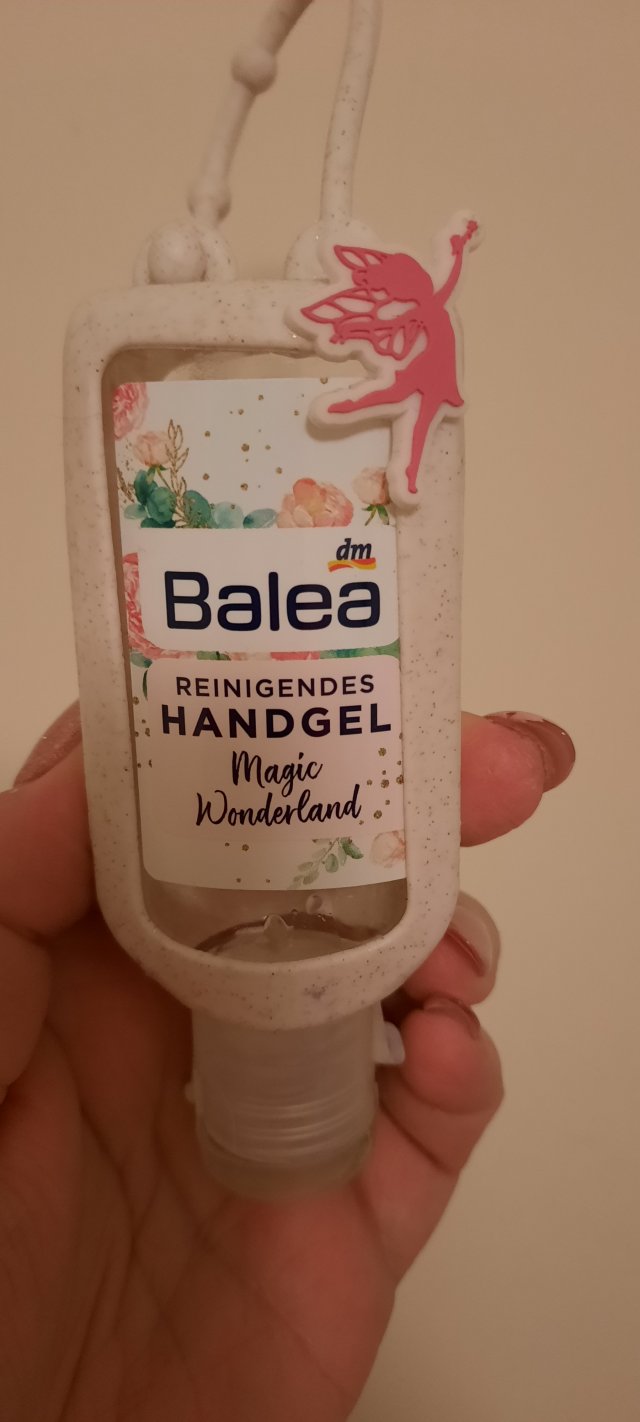 dm
Balea
REINIGENDES
HANDGEL
Magic
Wonderland